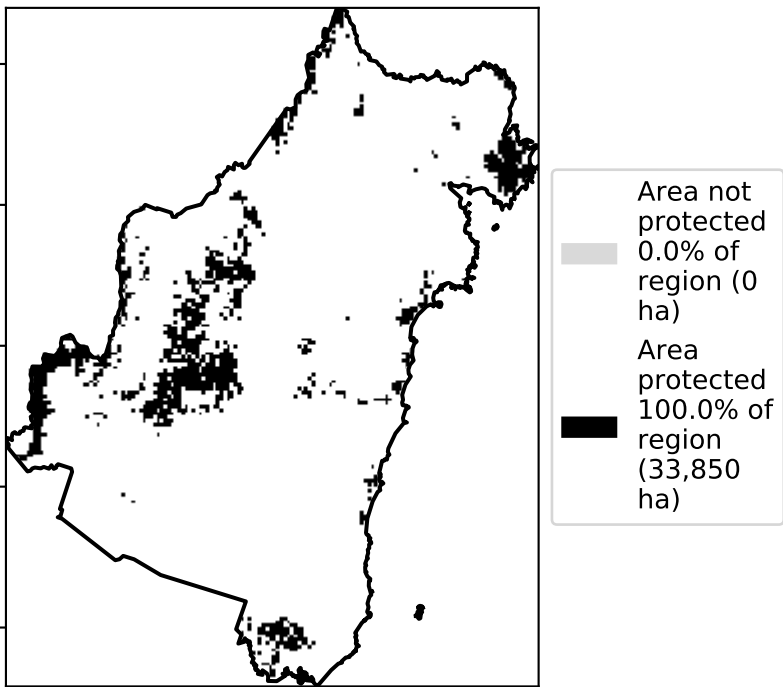 Area not
protected
0.0% of
region (0
ha)
Area
protected
100.0% of
region
(33,850
ha)